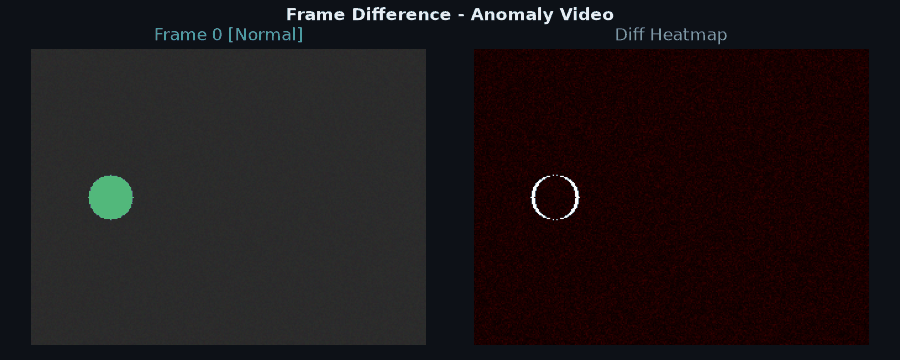 Frame Difference - Anomaly Video
Frame 0 [Normal]
Diff Heatmap